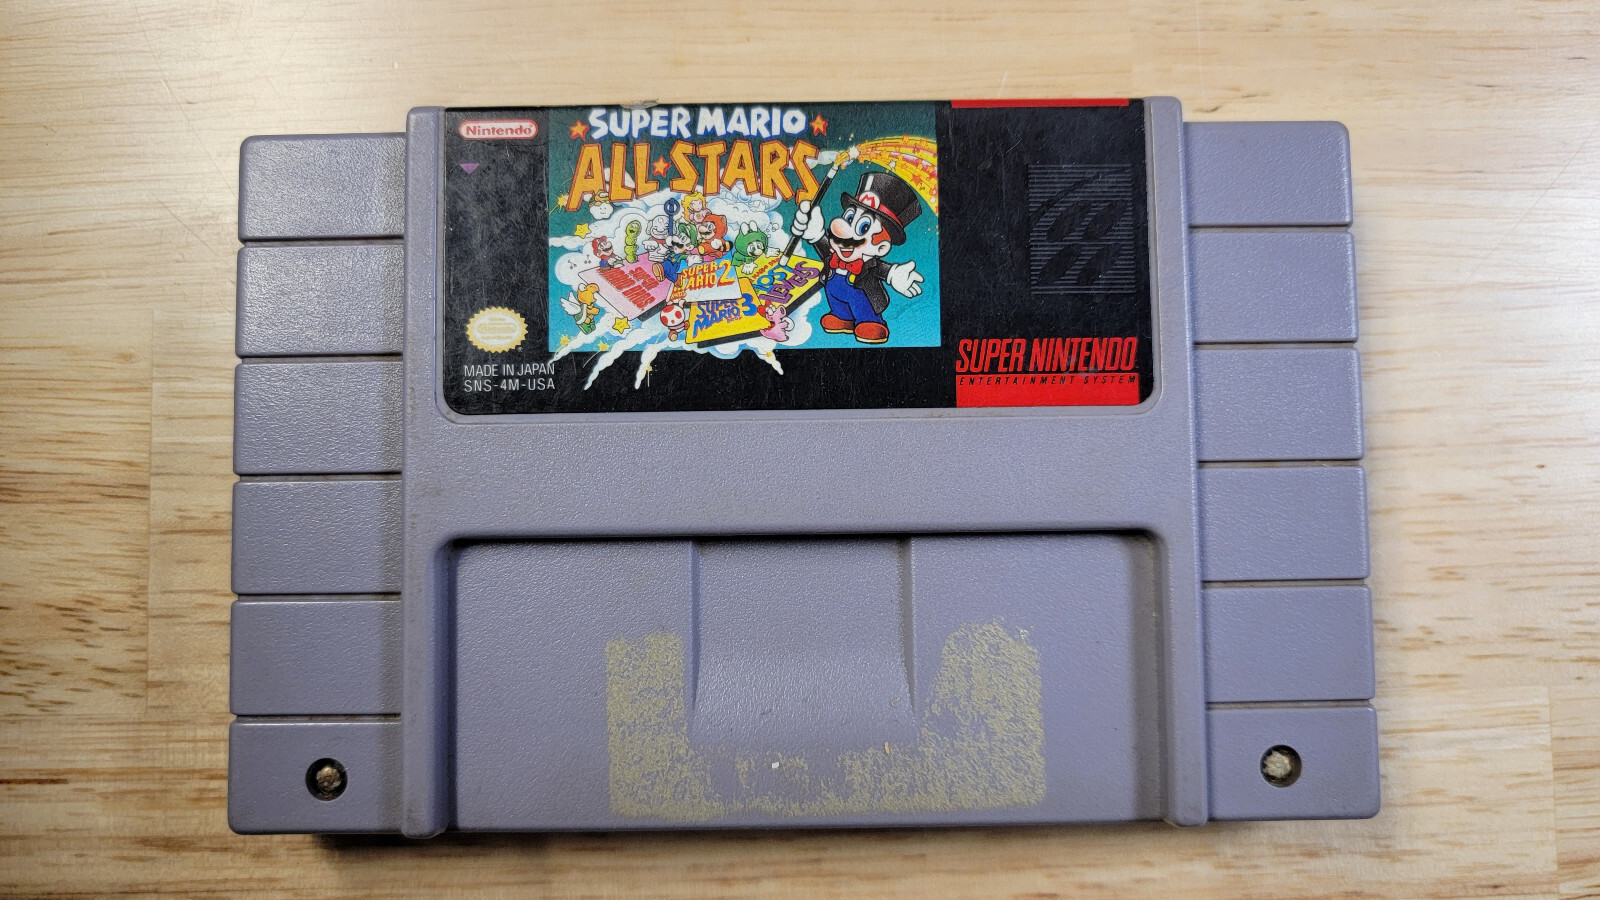 Nintendo
SUPER MARIO
ALL-STARS
SUPER
MARIO 2
SUPER
MARIO 3
LEVELS
MADE IN JAPAN
SNS-4M-USA
SUPER NINTENDO
ENTERTAINMENT SYSTEM